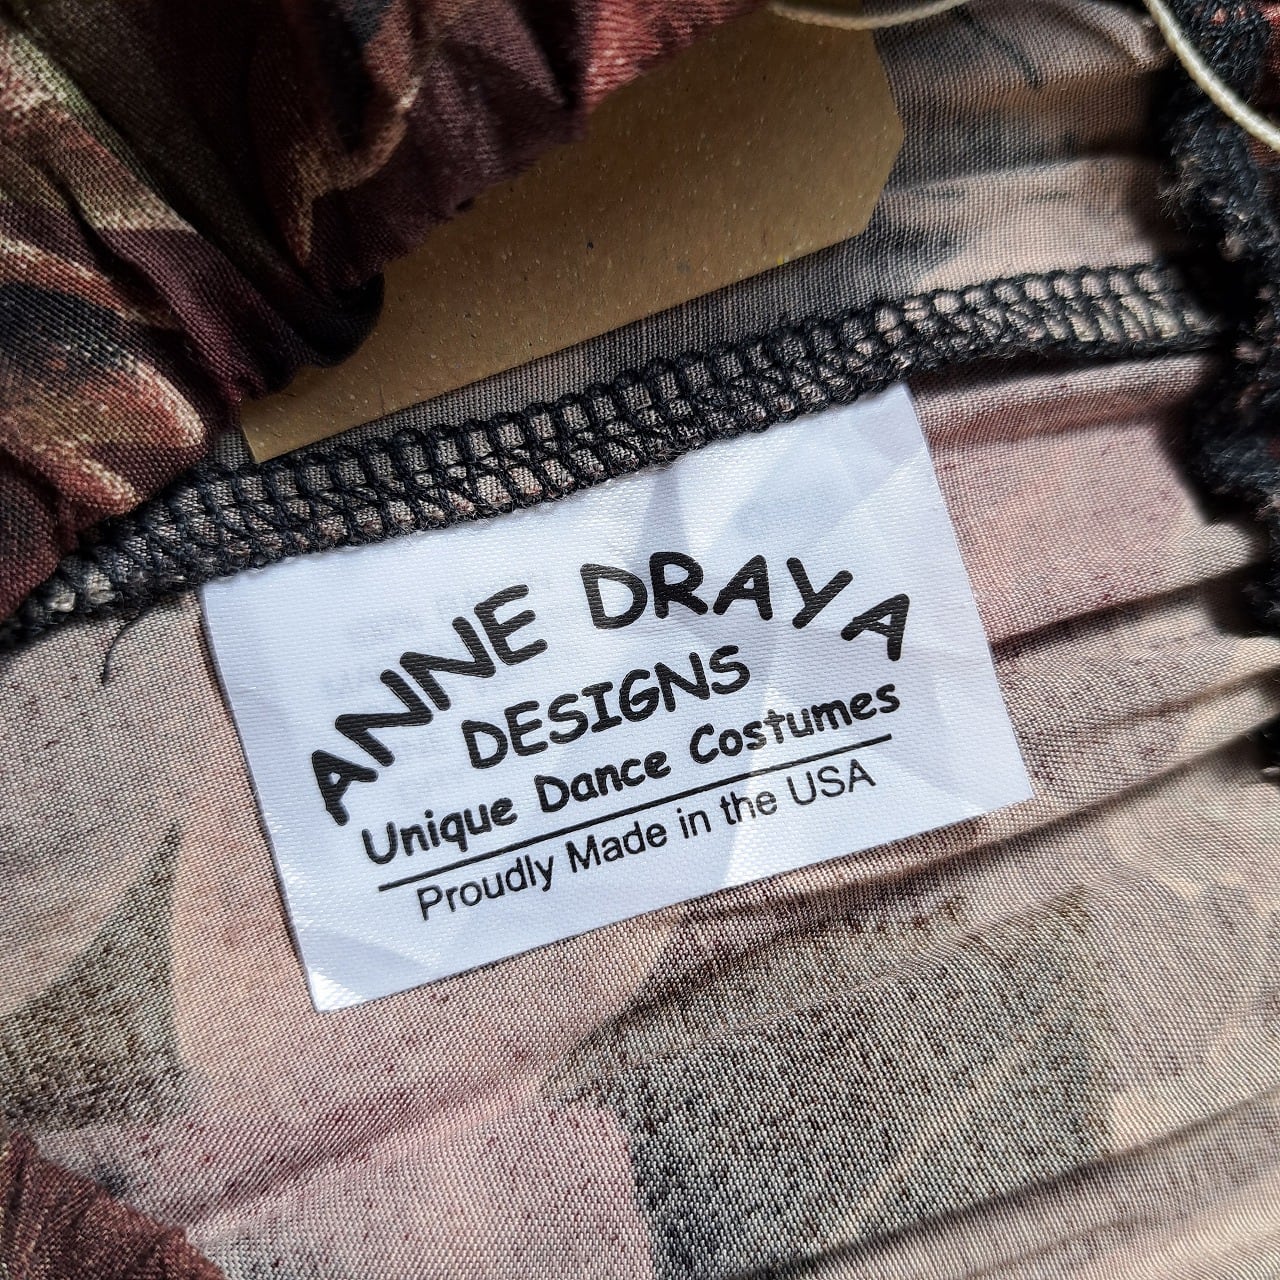 ANNE DRAYA
DESIGNS
Unique Dance Costumes
Proudly Made in the USA